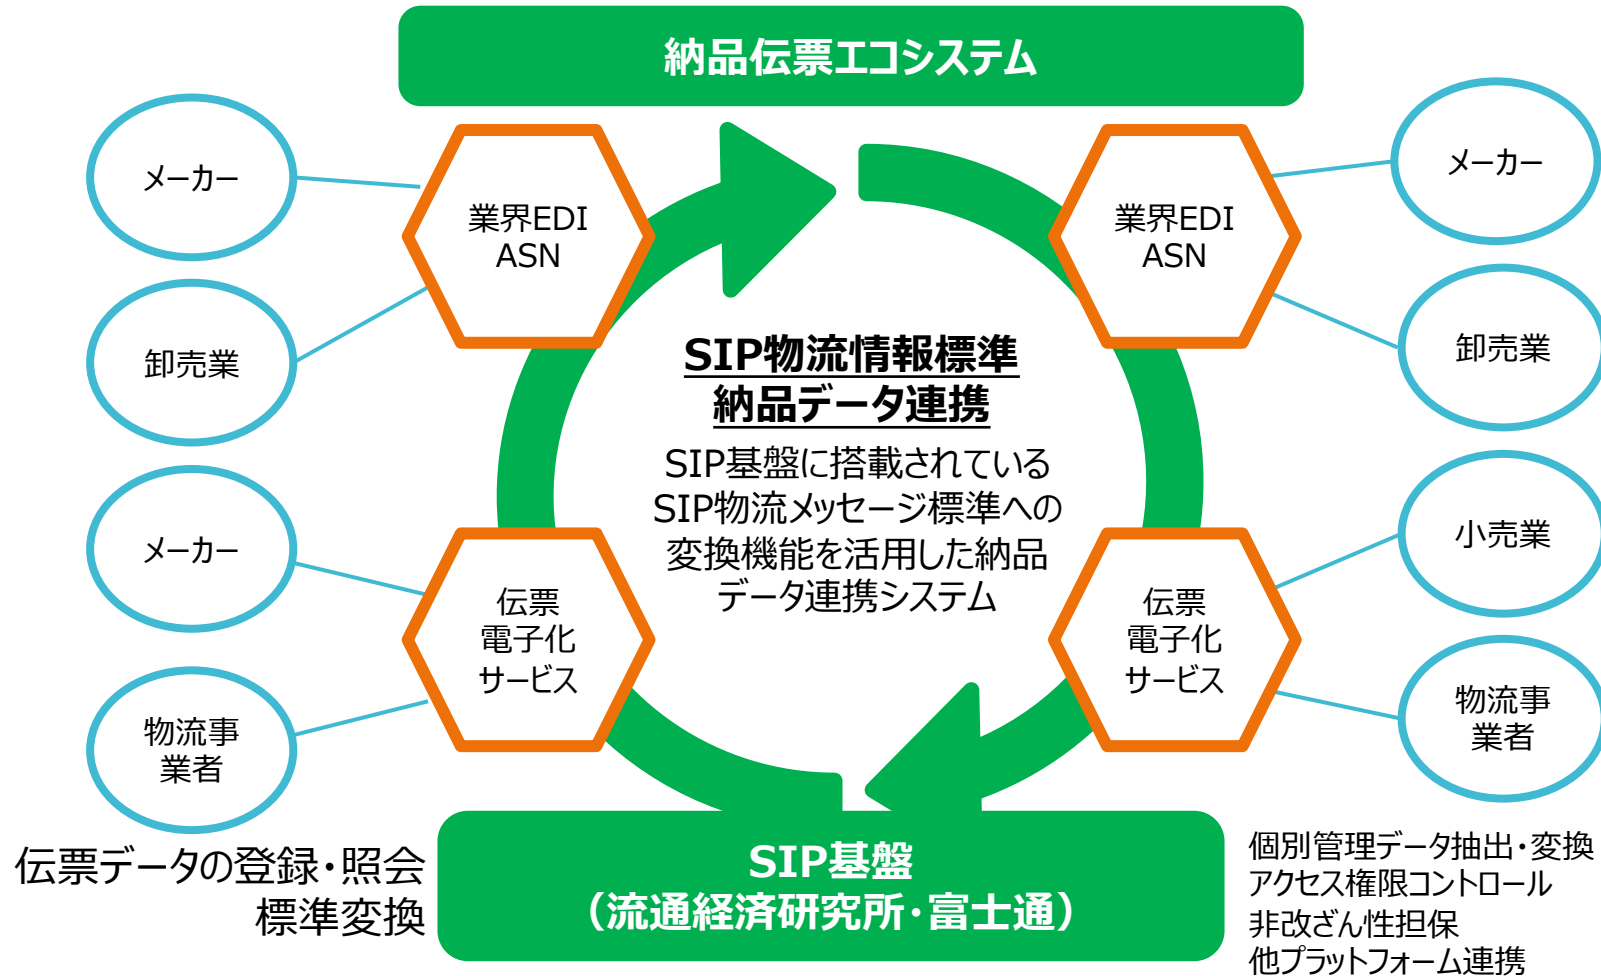 納品伝票エコシステム
メーカー
卸売業
メーカー
物流事
業者
業界EDI
ASN
伝票
電子化
サービス
SIP物流情報標準
納品データ連携
SIP基盤に搭載されている
SIP物流メッセージ標準への
変換機能を活用した納品
データ連携システム
業界EDI
ASN
伝票
電子化
サービス
メーカー
卸売業
小売業
物流事
業者
伝票データの登録・照会
標準変換
SIP基盤
（流通経済研究所・富士通）
個別管理データ抽出・変換
アクセス権限コントロール
非改ざん性担保
他プラットフォーム連携